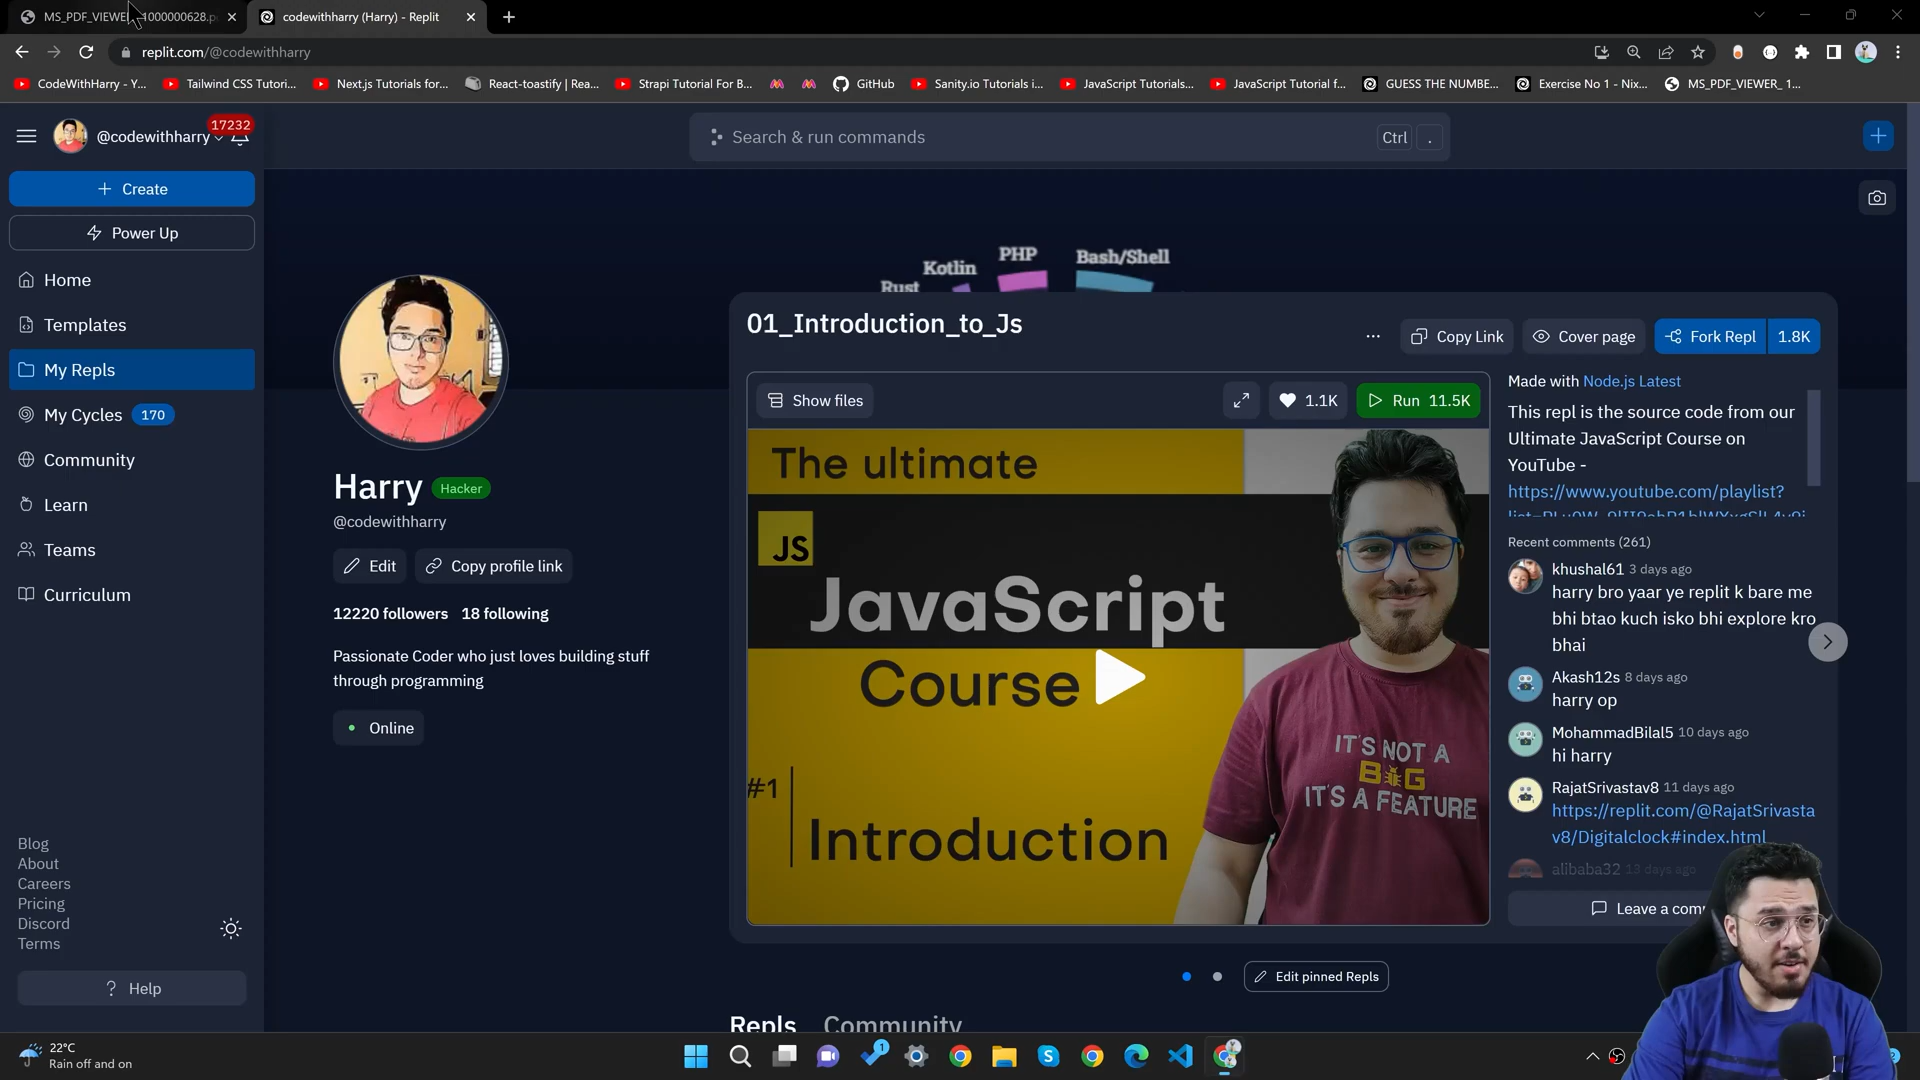 MS_PDF_VIEWER_ 1000000628.p
codewithharry (Harry) - Replit
replit.com/@codewithharry
CodeWithHarry - Y...
Tailwind CSS Tutori...
Next.js Tutorials for...
React-toastify | Rea...
Strapi Tutorial For B...
GitHub
Sanity.io Tutorials i...
JavaScript Tutorials...
JavaScript Tutorial f...
GUESS THE NUMBE...
Exercise No 1 - Nix...
MS_PDF_VIEWER_ 1...
@codewithharry
17232
Search & run commands
Ctrl
.
Create
Power Up
Home
Templates
My Repls
My Cycles 170
Community
Learn
Teams
Curriculum
Blog
About
Careers
Pricing
Discord
Terms
Help
Rust
Kotlin
PHP
Bash/Shell
Harry Hacker
@codewithharry
Edit
Copy profile link
12220 followers 18 following
Passionate Coder who just loves building stuff
through programming
Online
01_Introduction_to_Js
Copy Link
Cover page
Fork Repl
1.8K
Show files
1.1K
Run 11.5K
The ultimate
JS
JavaScript
Course
#1
Introduction
IT'S NOT A
BUG
IT'S A FEATURE
Made with Node.js Latest
This repl is the source code from our
Ultimate JavaScript Course on
YouTube -
https://www.youtube.com/playlist?
Recent comments (261)
khushal61 3 days ago
harry bro yaar ye replit k bare me
bhi btao kuch isko bhi explore kro
bhai
Akash12s 8 days ago
harry op
MohammadBilal5 10 days ago
hi harry
RajatSrivastav8 11 days ago
https://replit.com/@RajatSrivasta
v8/Digitalclock#index.html
alibaba32 13 days ago
Leave a comm
Edit pinned Repls
Repls
Community
22°C
Rain off and on
1